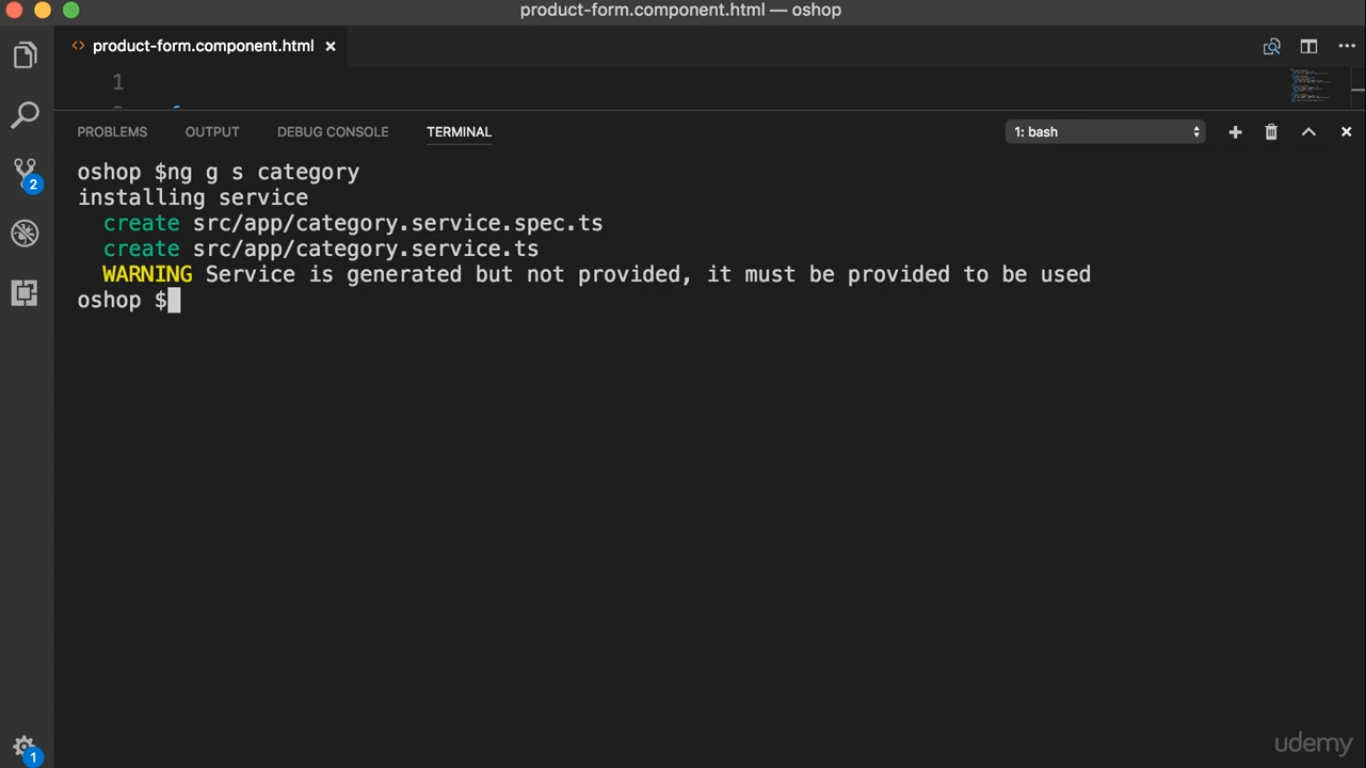 product-form.component.html — oshop
product-form.component.html
1
PROBLEMS OUTPUT DEBUG CONSOLE TERMINAL 1: bash
oshop $ng g s category
installing service
create src/app/category.service.spec.ts
create src/app/category.service.ts
WARNING Service is generated but not provided, it must be provided to be used
oshop $
2
1
udemy